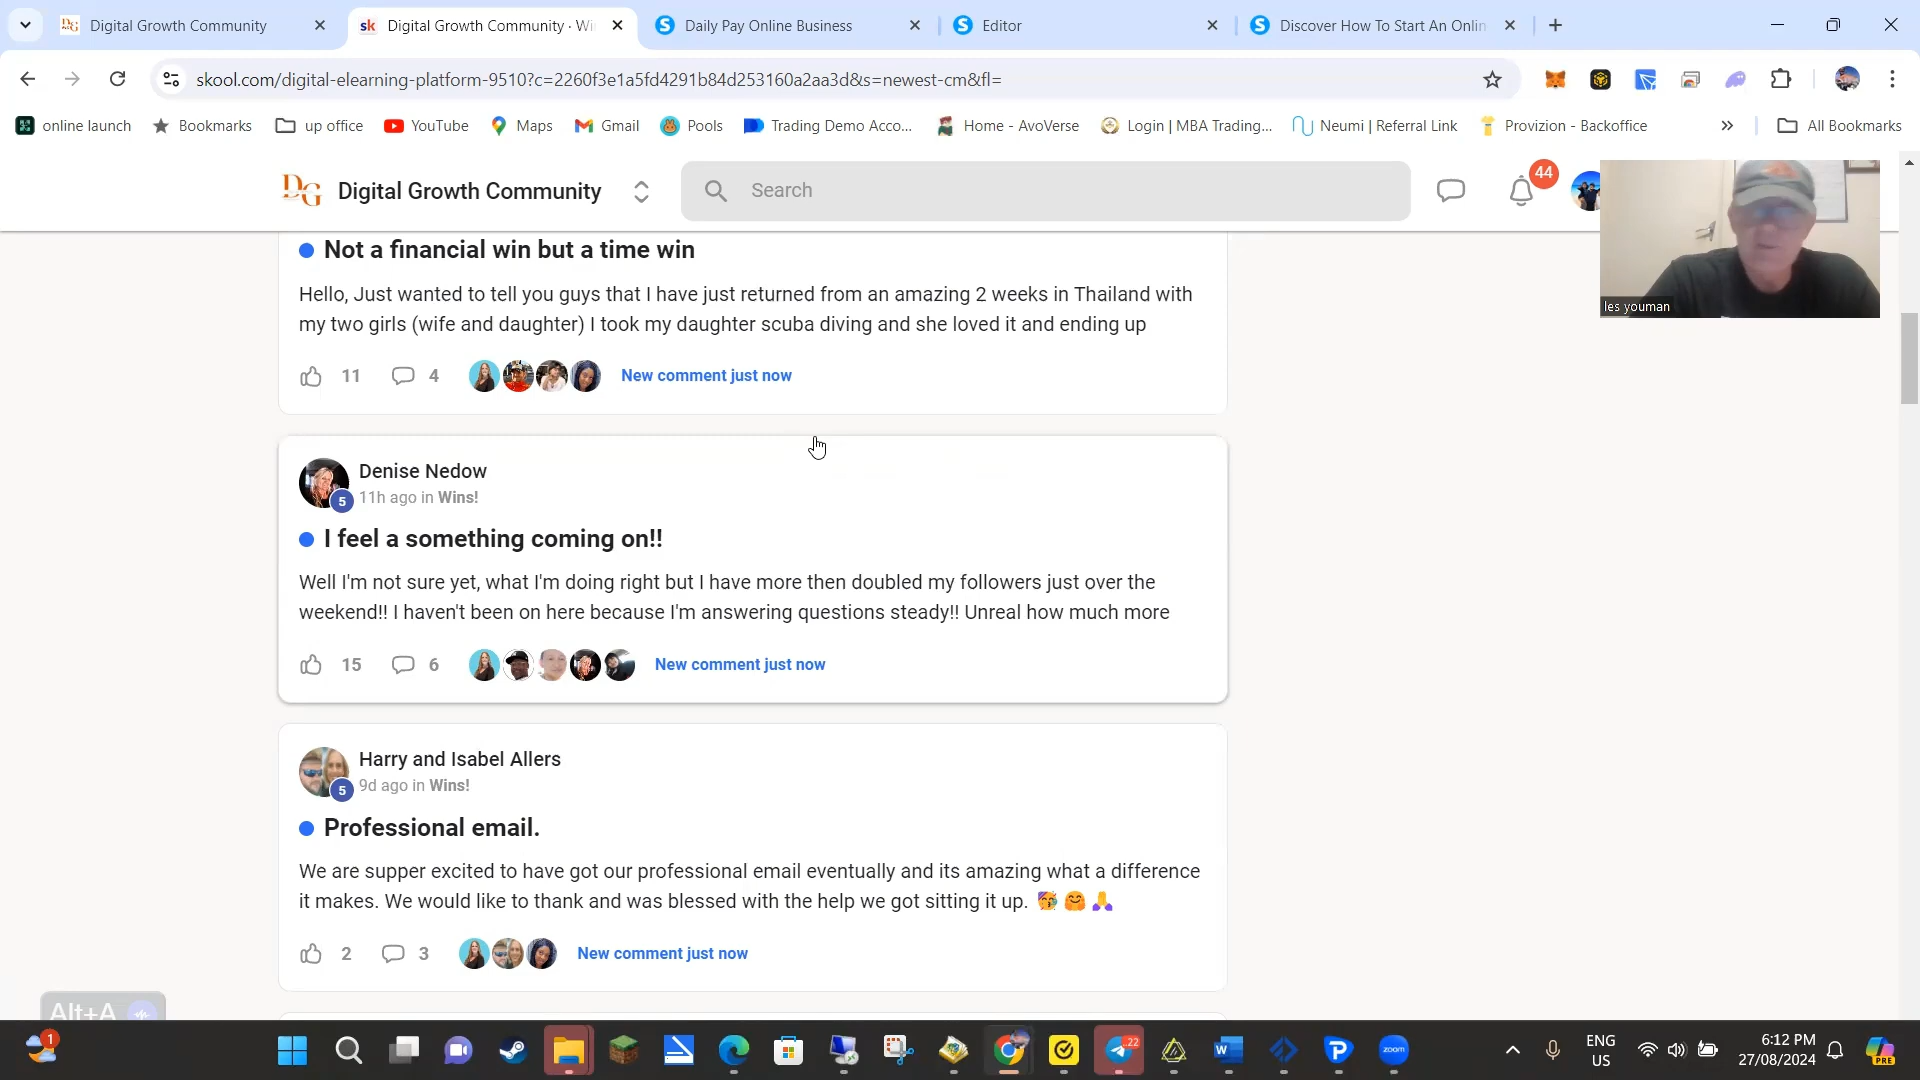 Digital Growth Community
sk Digital Growth Community · Wi
Daily Pay Online Business
Editor
Discover How To Start An Onlin
skool.com/digital-elearning-platform-9510?c=2260f3e1a5fd4291b84d253160a2aa3d&s=newest-cm&fl=
online launch
Bookmarks
up office
YouTube
Maps
Gmail
Pools
Trading Demo Acco...
Home - AvoVerse
Login | MBA Trading...
Neumi | Referral Link
Provizion - Backoffice
All Bookmarks
DG Digital Growth Community
Search
44
les youman
Not a financial win but a time win
Hello, Just wanted to tell you guys that I have just returned from an amazing 2 weeks in Thailand with
my two girls (wife and daughter) I took my daughter scuba diving and she loved it and ending up
11 4 New comment just now
Denise Nedow
5 11h ago in Wins!
I feel a something coming on!!
Well I'm not sure yet, what I'm doing right but I have more then doubled my followers just over the
weekend!! I haven't been on here because I'm answering questions steady!! Unreal how much more
15 6 New comment just now
Harry and Isabel Allers
5 9d ago in Wins!
Professional email.
We are supper excited to have got our professional email eventually and its amazing what a difference
it makes. We would like to thank and was blessed with the help we got sitting it up. 🥳 🤗 🙏
2 3 New comment just now
Alt+A
1
22
zoom
ENG
US
6:12 PM
27/08/2024
PRE